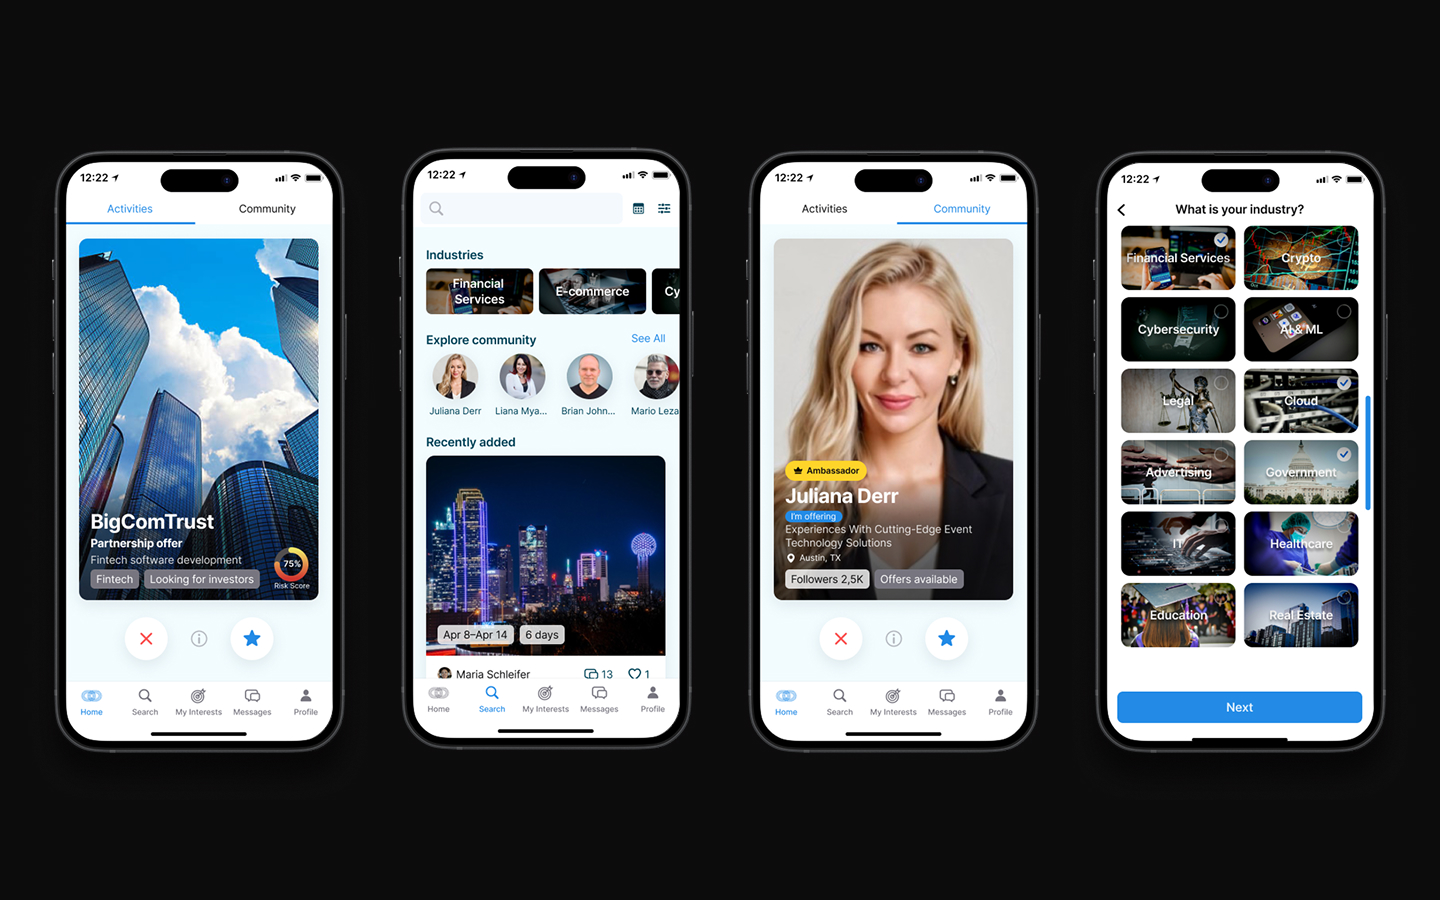 12:22
Activities
Community
BigComTrust
Partnership offer
Fintech software development
Fintech
Looking for investors
75%
Risk Score
Home
Search
My Interests
Messages
Profile
12:22
Industries
Financial
Services
E-commerce
Cy
Explore community
See All
Juliana Derr
Liana Mya...
Brian John...
Mario Leza
Recently added
Apr 8–Apr 14
6 days
Maria Schleifer
13
1
Home
Search
My Interests
Messages
Profile
12:22
Activities
Community
Ambassador
Juliana Derr
I'm offering
Experiences With Cutting-Edge Event
Technology Solutions
Austin, TX
Followers 2,5K
Offers available
Home
Search
My Interests
Messages
Profile
12:22
What is your industry?
Financial Services
Crypto
Cybersecurity
AI & ML
Legal
Cloud
Advertising
Government
IT
Healthcare
Education
Real Estate
Next